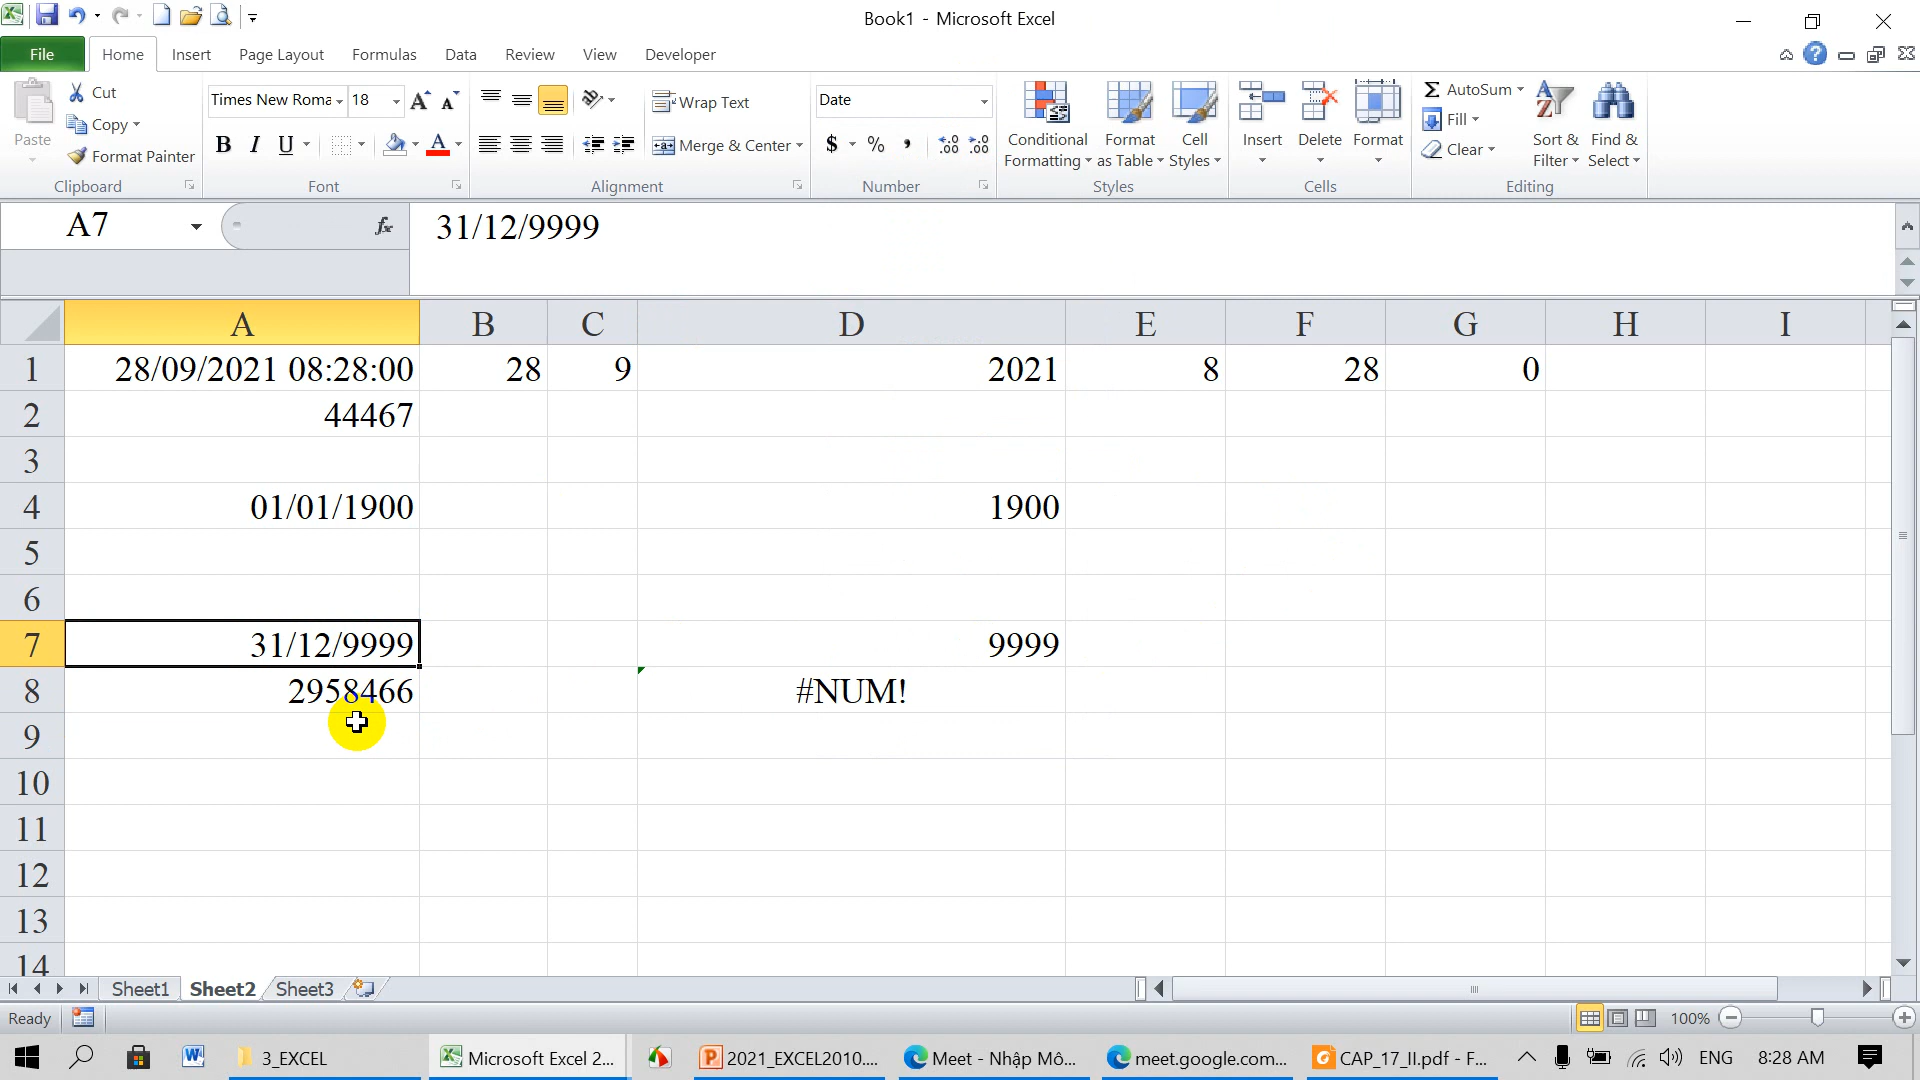 Book1 - Microsoft Excel
File Home Insert Page Layout Formulas Data Review View Developer
Paste
Cut
Copy
Format Painter
Clipboard
Times New Roma 18
B I U
Font
Wrap Text
Merge & Center
Alignment
Date
$ % ,
Number
Conditional Formatting
Format as Table
Cell Styles
Styles
Insert
Delete
Format
Cells
AutoSum
Fill
Clear
Sort & Filter
Find & Select
Editing
A7 fx 31/12/9999
A B C D E F G H I
1 28/09/2021 08:28:00 28 9 2021 8 28 0
2 44467
3
4 01/01/1900 1900
5
6
7 31/12/9999 9999
8 2958466 #NUM!
9
10
11
12
13
14
Sheet1 Sheet2 Sheet3
Ready 100%
3_EXCEL Microsoft Excel 2... 2021_EXCEL2010.... Meet - Nhập Mô... meet.google.com... CAP_17_II.pdf - F... ENG 8:28 AM